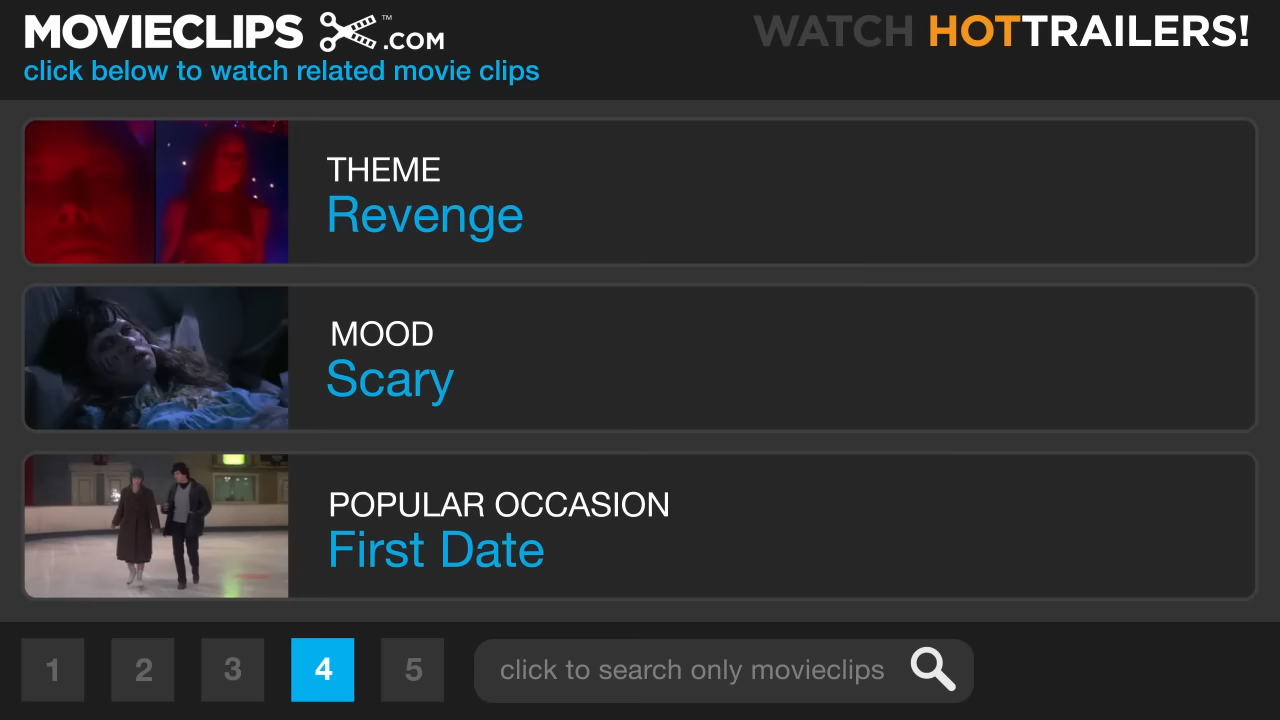 MOVIECLIPS ™ .COM
WATCH HOTTRAILERS!
click below to watch related movie clips
THEME
Revenge
MOOD
Scary
POPULAR OCCASION
First Date
1 2 3 4 5
click to search only movieclips